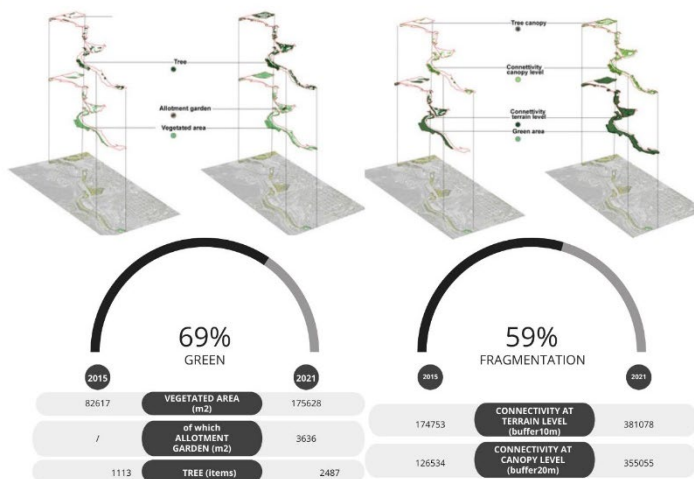 Tree
Allotment garden
Vegetated area
Tree canopy
Connettivity
canopy level
Connettivity
terrain level
Green area
69%
GREEN
2015
2021
82617
VEGETATED AREA
(m2)
175628
/
of which
ALLOTMENT
GARDEN (m2)
3636
1113
TREE (items)
2487
59%
FRAGMENTATION
2015
2021
174753
CONNECTIVITY AT
TERRAIN LEVEL
(buffer10m)
381078
126534
CONNECTIVITY AT
CANOPY LEVEL
(buffer20m)
355055